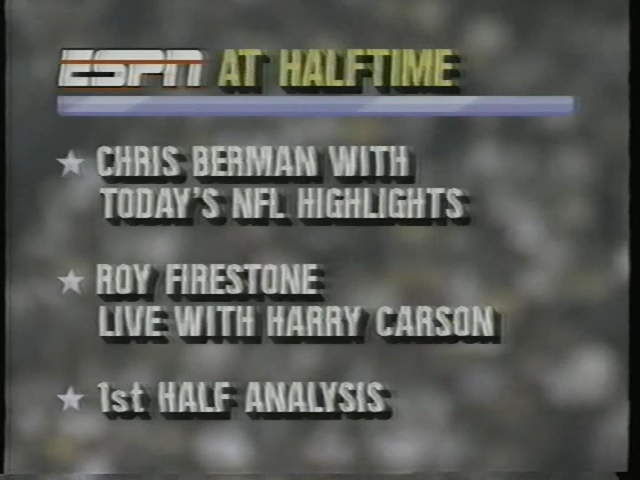 ESPN AT HALFTIME
★ CHRIS BERMAN WITH
TODAY'S NFL HIGHLIGHTS
★ ROY FIRESTONE
LIVE WITH HARRY CARSON
★ 1st HALF ANALYSIS